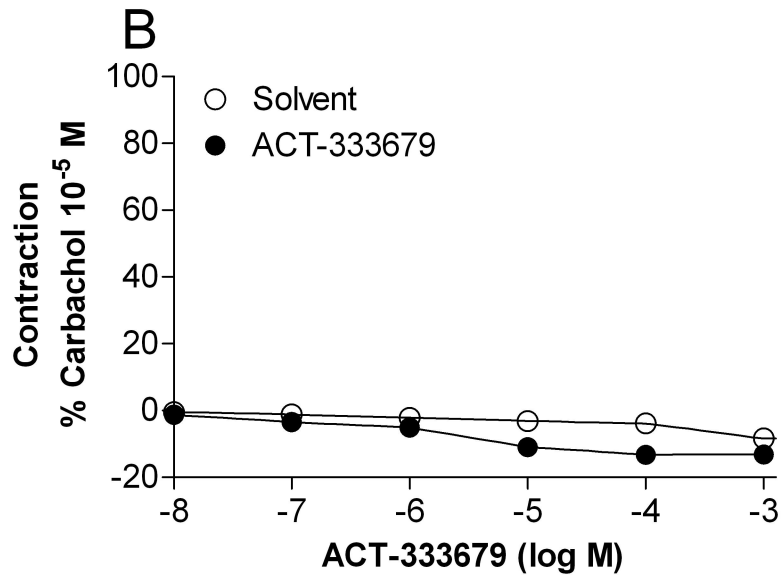 B
Solvent
ACT-333679
Contraction
% Carbachol 10⁻⁵ M
100
80
60
40
20
0
-20
-8 -7 -6 -5 -4 -3
ACT-333679 (log M)